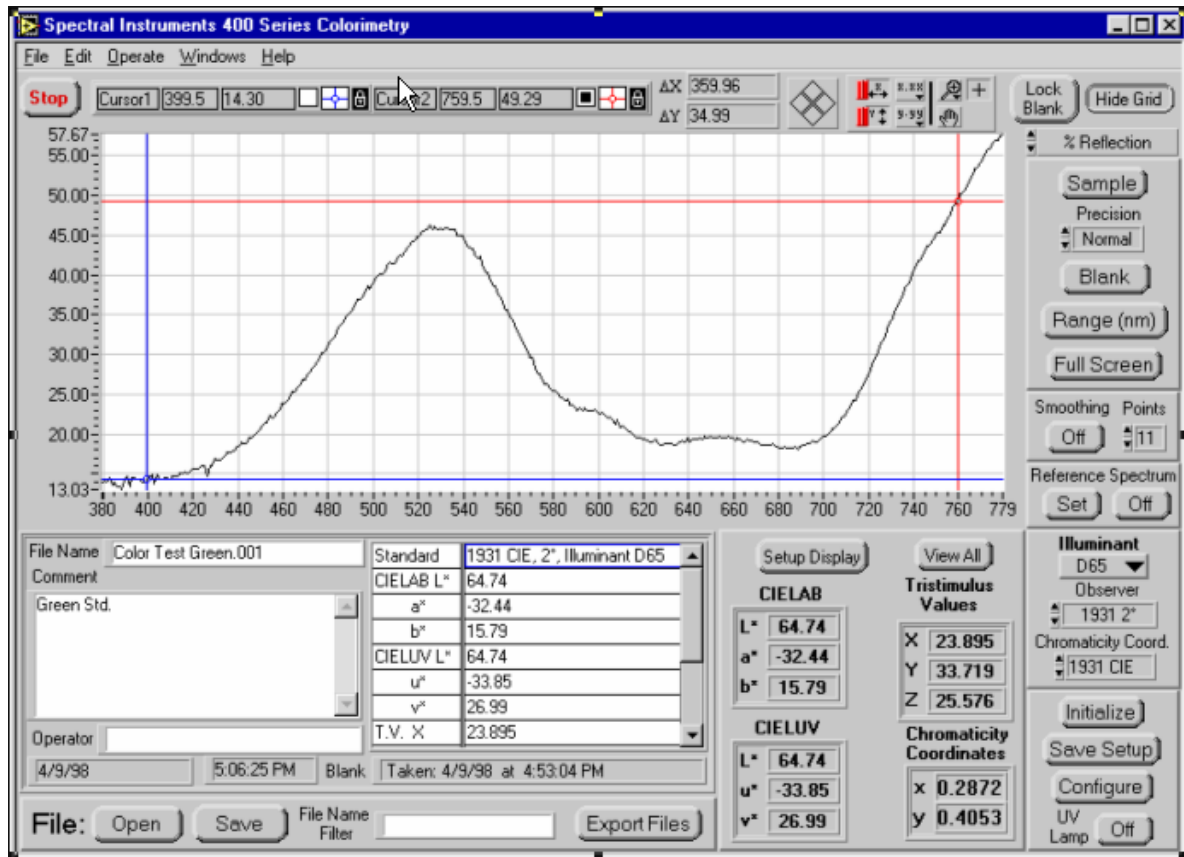 Spectral Instruments 400 Series Colorimetry
File Edit Operate Windows Help
Stop
Cursor1 399.5 14.30
759.5 49.29
ΔX 359.96
ΔY 34.99
Lock Blank
Hide Grid
57.67
55.00
50.00
45.00
40.00
35.00
30.00
25.00
20.00
13.03
380 400 420 440 460 480 500 520 540 560 580 600 620 640 660 680 700 720 740 760 779
% Reflection
Sample
Precision
Normal
Blank
Range (nm)
Full Screen
Smoothing Points
Off 11
Reference Spectrum
Set Off
Illuminant
D65
Observer
1931 2°
Chromaticity Coord.
1931 CIE
Initialize
Save Setup
Configure
UV Lamp Off
File Name Color Test Green.001
Comment
Green Std.
Operator
4/9/98 5:06:25 PM Blank Taken: 4/9/98 at 4:53:04 PM
Standard 1931 CIE, 2°, Illuminant D65
CIELAB L* 64.74
a* -32.44
b* 15.79
CIELUV L* 64.74
u* -33.85
v* 26.99
T.V. X 23.895
Setup Display
View All
CIELAB
L* 64.74
a* -32.44
b* 15.79
CIELUV
L* 64.74
u* -33.85
v* 26.99
Tristimulus Values
X 23.895
Y 33.719
Z 25.576
Chromaticity Coordinates
x 0.2872
y 0.4053
File: Open Save
File Name Filter
Export Files